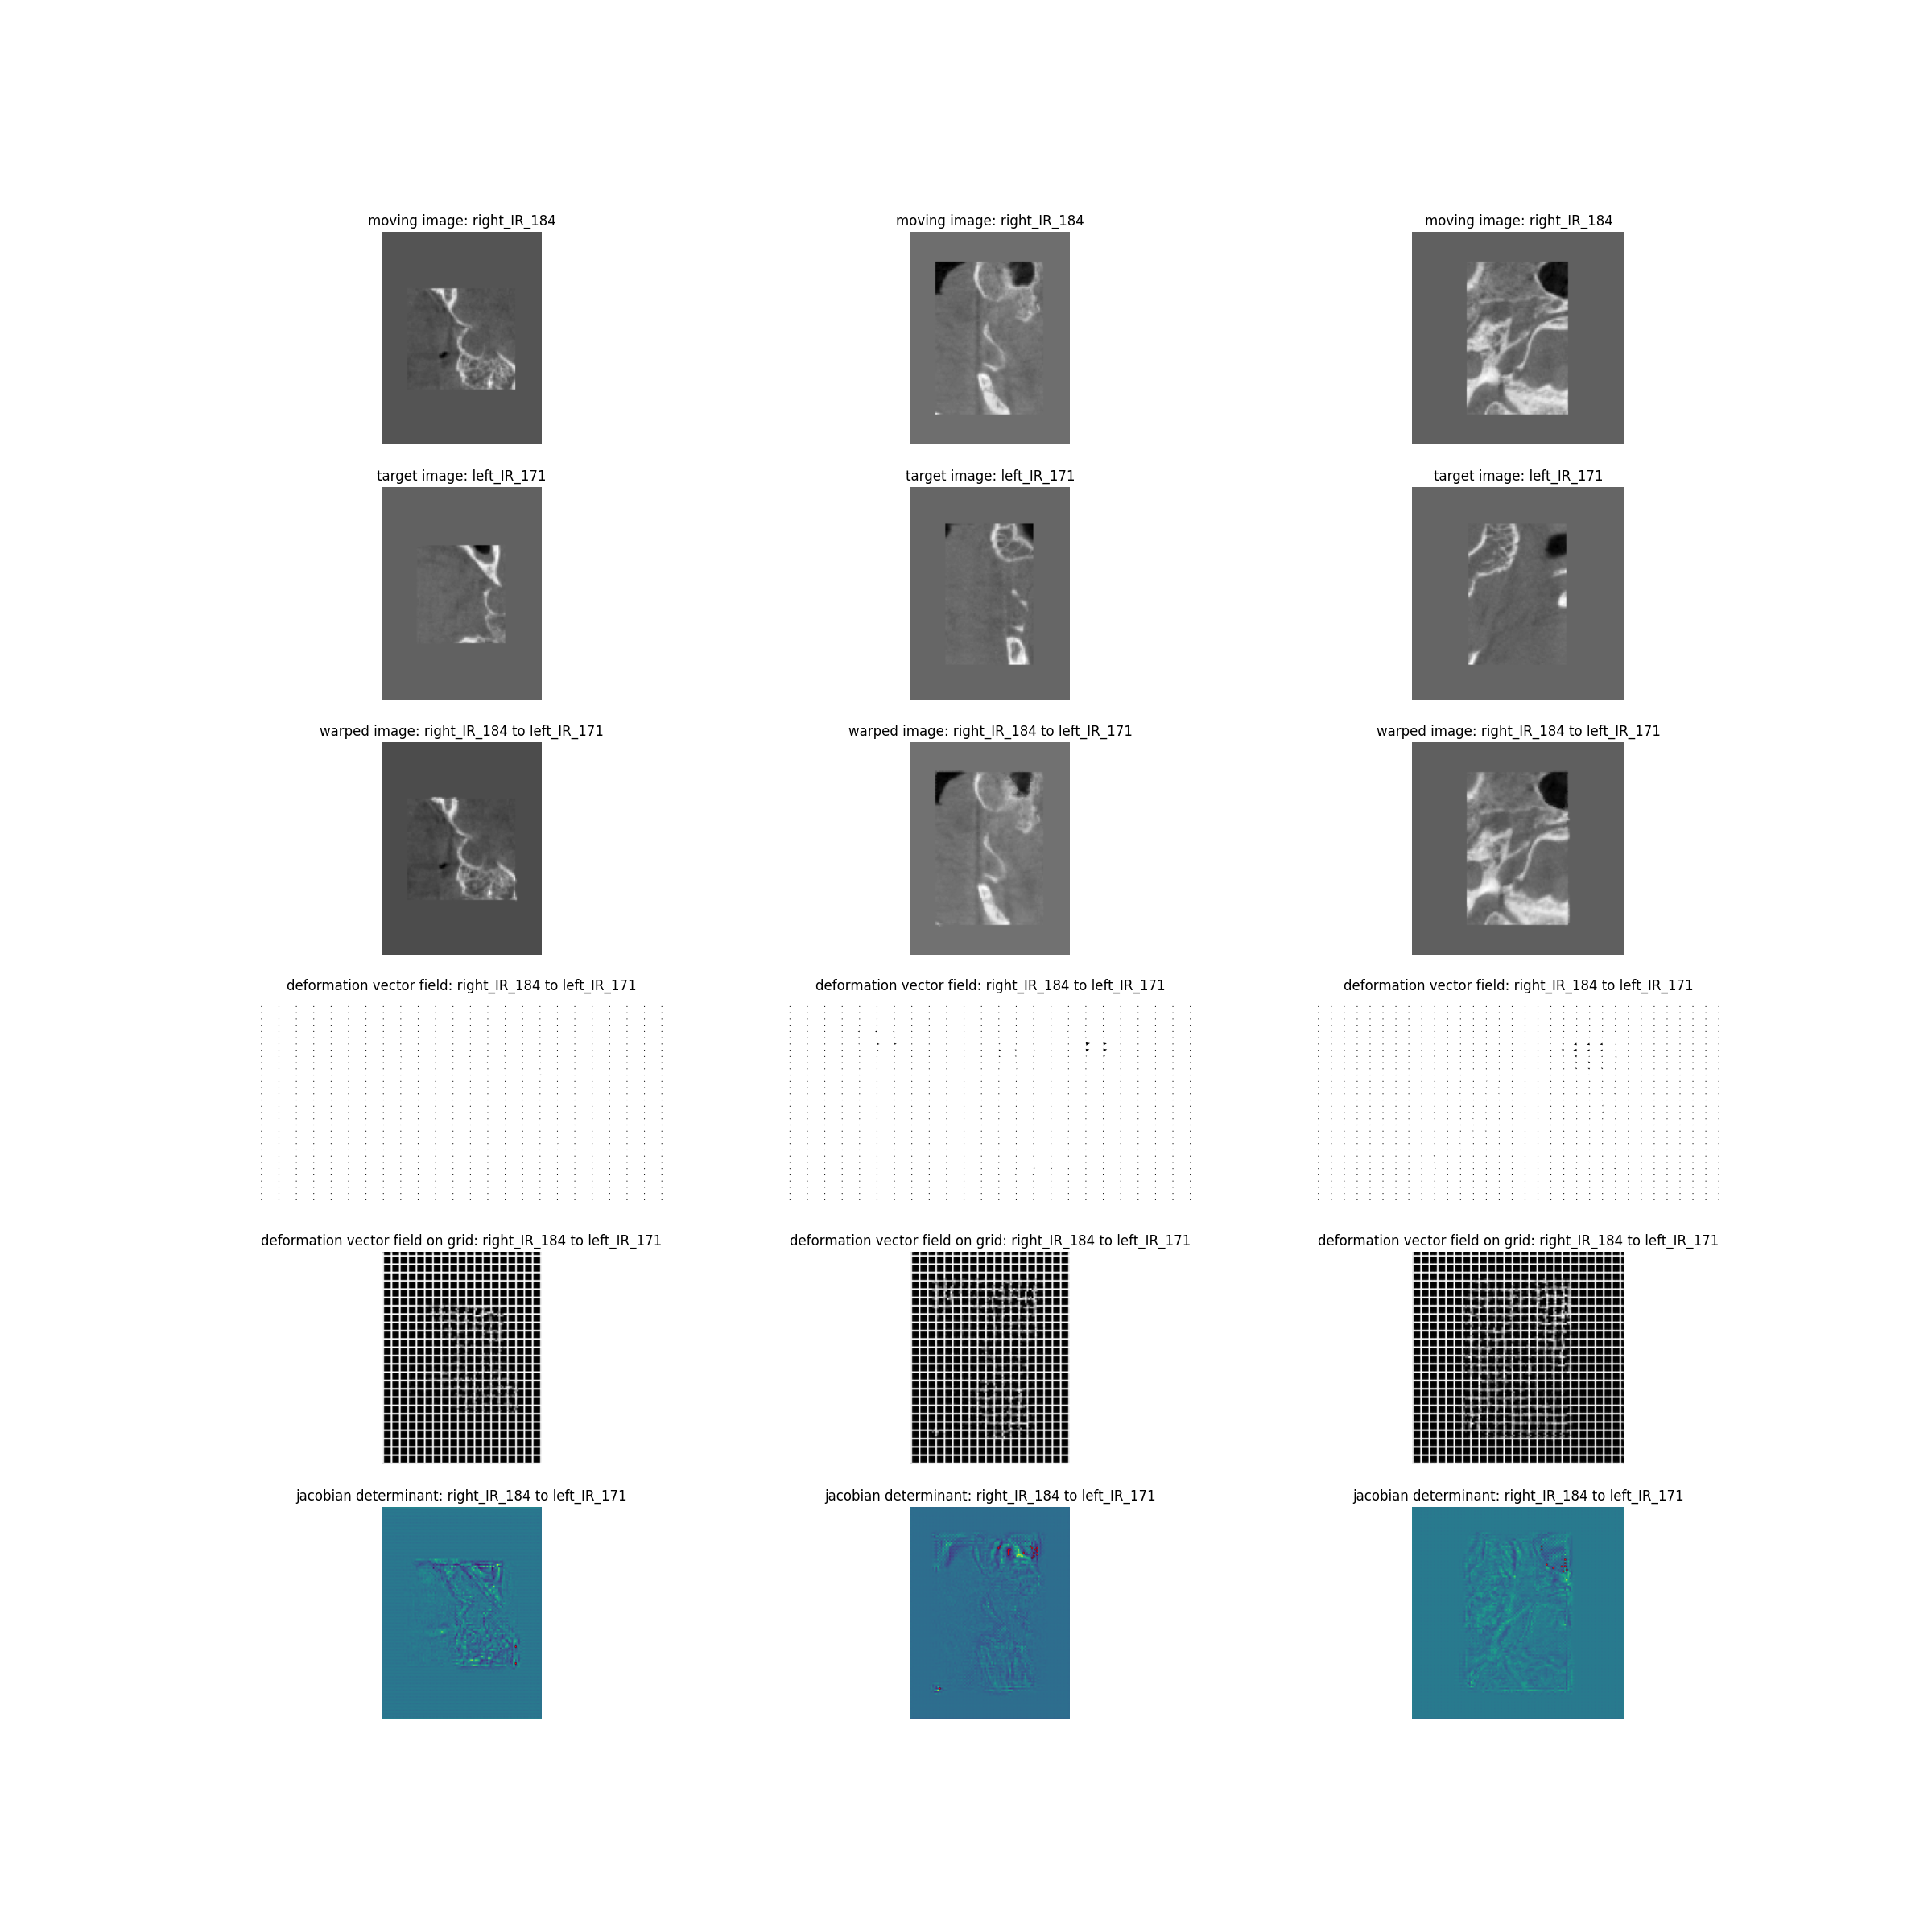 moving image: right_IR_184
moving image: right_IR_184
moving image: right_IR_184
target image: left_IR_171
target image: left_IR_171
target image: left_IR_171
warped image: right_IR_184 to left_IR_171
warped image: right_IR_184 to left_IR_171
warped image: right_IR_184 to left_IR_171
deformation vector field: right_IR_184 to left_IR_171
deformation vector field: right_IR_184 to left_IR_171
deformation vector field: right_IR_184 to left_IR_171
deformation vector field on grid: right_IR_184 to left_IR_171
deformation vector field on grid: right_IR_184 to left_IR_171
deformation vector field on grid: right_IR_184 to left_IR_171
jacobian determinant: right_IR_184 to left_IR_171
jacobian determinant: right_IR_184 to left_IR_171
jacobian determinant: right_IR_184 to left_IR_171